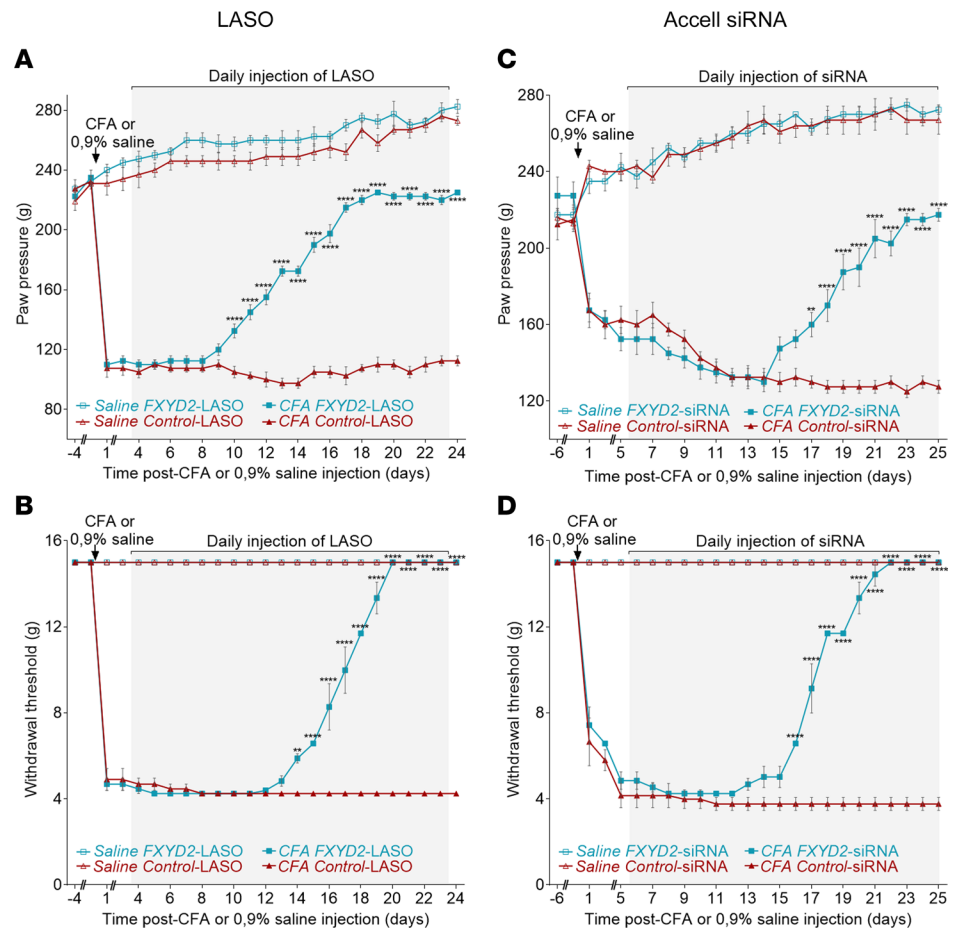 LASO
Accell siRNA
A
Daily injection of LASO
CFA or
0,9% saline
Paw pressure (g)
280
240
200
160
120
80
**** **** **** **** **** **** **** **** **** **** **** **** **** **** ****
Saline FXYD2-LASO
CFA FXYD2-LASO
Saline Control-LASO
CFA Control-LASO
-4 1 4 6 8 10 12 14 16 18 20 22 24
Time post-CFA or 0,9% saline injection (days)
C
Daily injection of siRNA
CFA or
0,9% saline
Paw pressure (g)
280
240
200
160
120
** **** **** **** **** **** **** **** ****
Saline FXYD2-siRNA
CFA FXYD2-siRNA
Saline Control-siRNA
CFA Control-siRNA
-6 1 5 7 9 11 13 15 17 19 21 23 25
Time post-CFA or 0,9% saline injection (days)
B
CFA or
0,9% saline
Daily injection of LASO
Withdrawal threshold (g)
16
12
8
4
0
** **** **** **** **** **** **** **** **** **** ****
Saline FXYD2-LASO
CFA FXYD2-LASO
Saline Control-LASO
CFA Control-LASO
-4 1 4 6 8 10 12 14 16 18 20 22 24
Time post-CFA or 0,9% saline injection (days)
D
CFA or
0,9% saline
Daily injection of siRNA
Withdrawal threshold (g)
16
12
8
4
0
**** **** **** **** **** **** **** **** **** ****
Saline FXYD2-siRNA
CFA FXYD2-siRNA
Saline Control-siRNA
CFA Control-siRNA
-6 1 5 7 9 11 13 15 17 19 21 23 25
Time post-CFA or 0,9% saline injection (days)